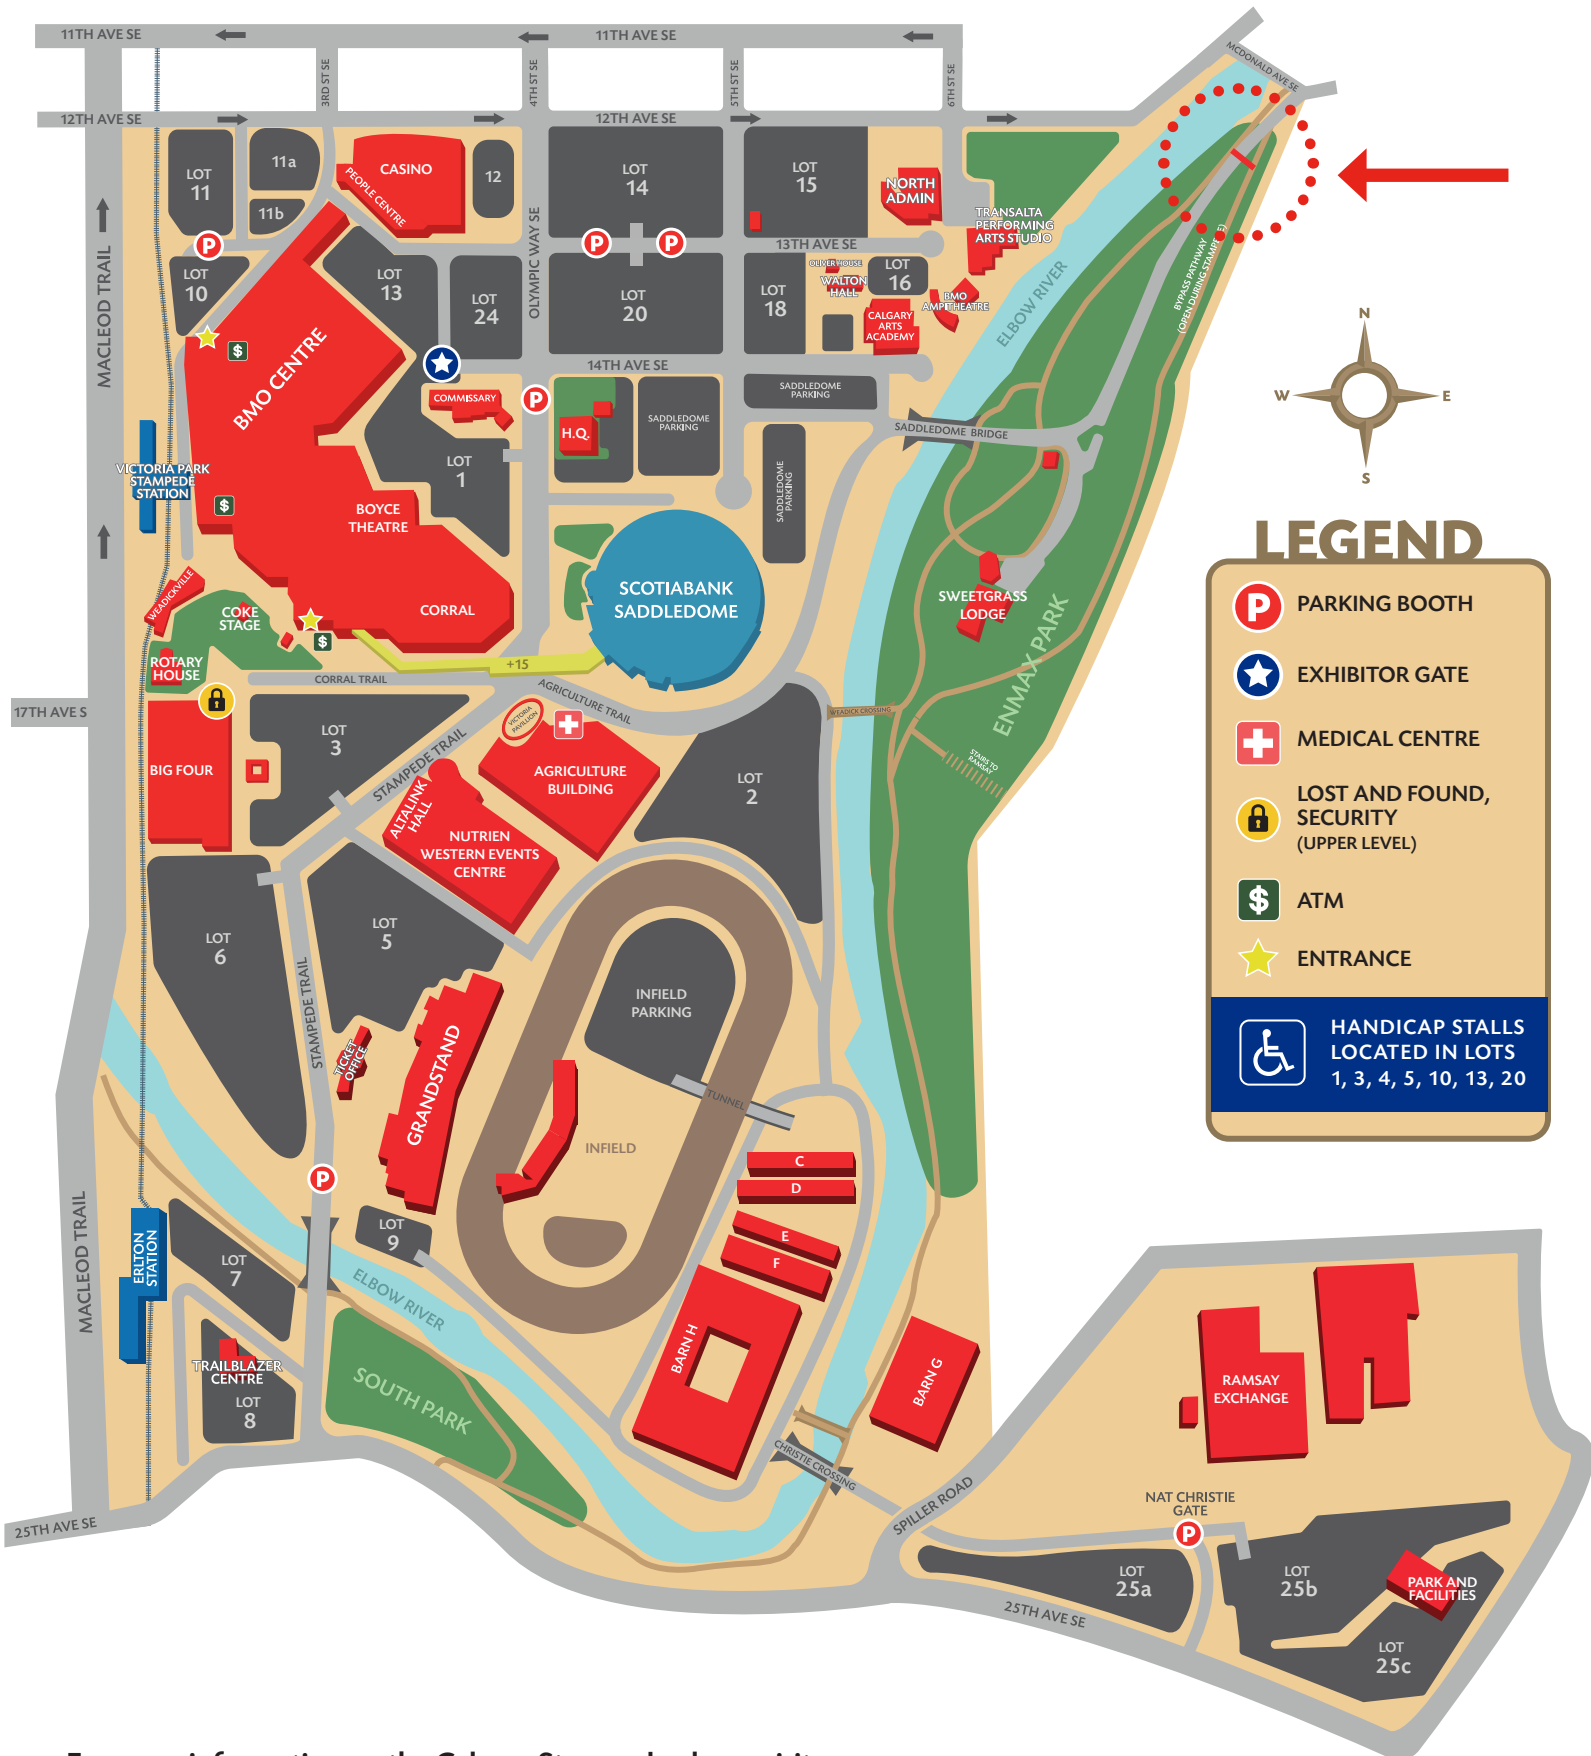 11TH AVE SE
11TH AVE SE
MCDONALD AVE SE
3RD ST SE
4TH ST SE
5TH ST SE
6TH ST SE
12TH AVE SE
12TH AVE SE
LOT
11
11a
11b
CASINO
PEOPLE CENTRE
12
LOT
14
LOT
15
NORTH
ADMIN
TRANSALTA
PERFORMING
ARTS STUDIO
P
P
P
13TH AVE SE
MACLEOD TRAIL
LOT
10
LOT
13
LOT
24
OLYMPIC WAY SE
LOT
20
LOT
18
OLIVER HOUSE
WALTON
HALL
LOT
16
BMO
AMPITHEATRE
CALGARY
ARTS
ACADEMY
ELBOW RIVER
BYPASS PATHWAY
(OPEN DURING STAMPEDE)
N
W
E
S
$
BMO CENTRE
14TH AVE SE
COMMISSARY
P
H.Q.
SADDLEDOME
PARKING
SADDLEDOME
PARKING
SADDLEDOME
PARKING
SADDLEDOME BRIDGE
VICTORIA PARK
STAMPEDE
STATION
$
LOT
1
BOYCE
THEATRE
SCOTIABANK
SADDLEDOME
CORRAL
WEADICKVILLE
COKE
STAGE
$
ROTARY
HOUSE
+15
CORRAL TRAIL
AGRICULTURE TRAIL
SWEETGRASS
LODGE
ENMAX PARK
17TH AVE S
BIG FOUR
LOT
3
STAMPEDE TRAIL
VICTORIA
PAVILLION
AGRICULTURE
BUILDING
ALTALINK
HALL
NUTRIEN
WESTERN EVENTS
CENTRE
LOT
2
WEADICK CROSSING
STAIRS TO
RAMSAY
LEGEND
P PARKING BOOTH
EXHIBITOR GATE
MEDICAL CENTRE
LOST AND FOUND,
SECURITY
(UPPER LEVEL)
$ ATM
ENTRANCE
HANDICAP STALLS
LOCATED IN LOTS
1, 3, 4, 5, 10, 13, 20
LOT
6
LOT
5
STAMPEDE TRAIL
TICKET
OFFICE
GRANDSTAND
INFIELD
PARKING
TUNNEL
INFIELD
C
D
E
F
P
MACLEOD TRAIL
ERLTON
STATION
LOT
7
LOT
9
ELBOW RIVER
TRAILBLAZER
CENTRE
LOT
8
SOUTH PARK
BARN H
BARN G
CHRISTIE CROSSING
SPILLER ROAD
25TH AVE SE
RAMSAY
EXCHANGE
NAT CHRISTIE
GATE
P
LOT
25a
LOT
25b
PARK AND
FACILITIES
LOT
25c
25TH AVE SE